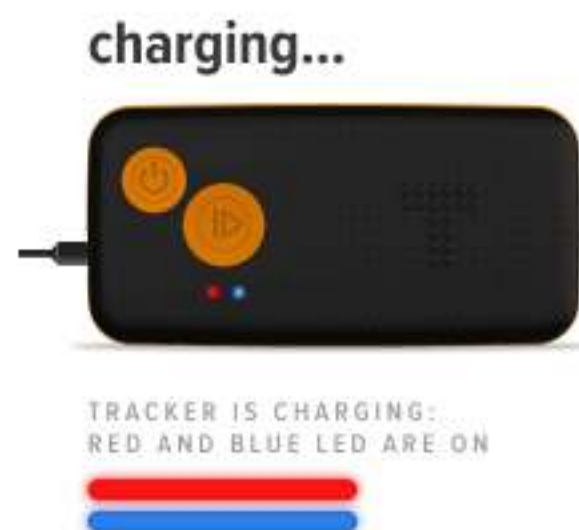 charging...
TRACKER IS CHARGING:
RED AND BLUE LED ARE ON